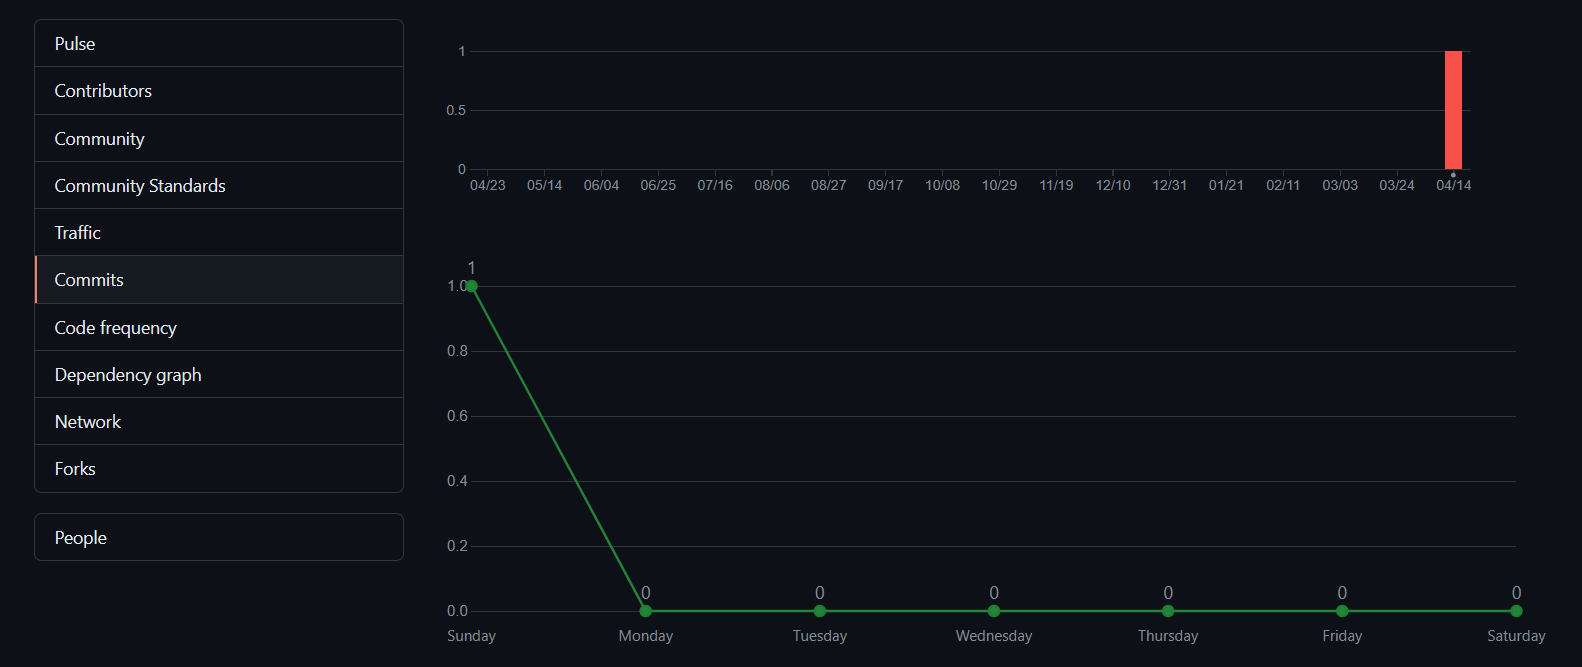 Pulse
Contributors
Community
Community Standards
Traffic
Commits
Code frequency
Dependency graph
Network
Forks
People
1
0.5
0
04/23 05/14 06/04 06/25 07/16 08/06 08/27 09/17 10/08 10/29 11/19 12/10 12/31 01/21 02/11 03/03 03/24 04/14
1
1.0
0.8
0.6
0.4
0.2
0 0 0 0 0 0
0.0
Sunday Monday Tuesday Wednesday Thursday Friday Saturday